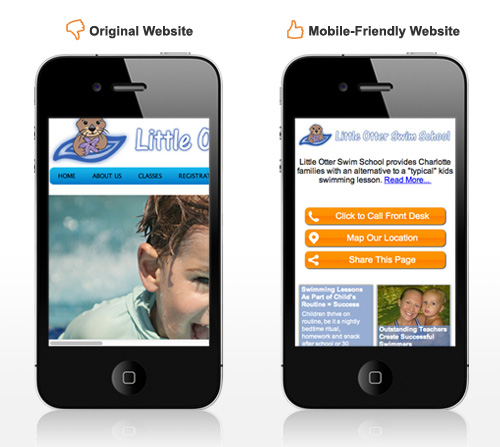 Original Website
Mobile-Friendly Website
Little O
HOME ABOUT US CLASSES REGISTRAT
Little Otter Swim School
Little Otter Swim School provides Charlotte
families with an alternative to a "typical" kids
swimming lesson. Read More...
Click to Call Front Desk
Map Our Location
Share This Page
Swimming Lessons
As Part of Child's
Routine = Success
Children thrive on
routine, be it a nightly
bedtime ritual,
homework and snack
after school or 30
Outstanding Teachers
Create Successful
Swimmers